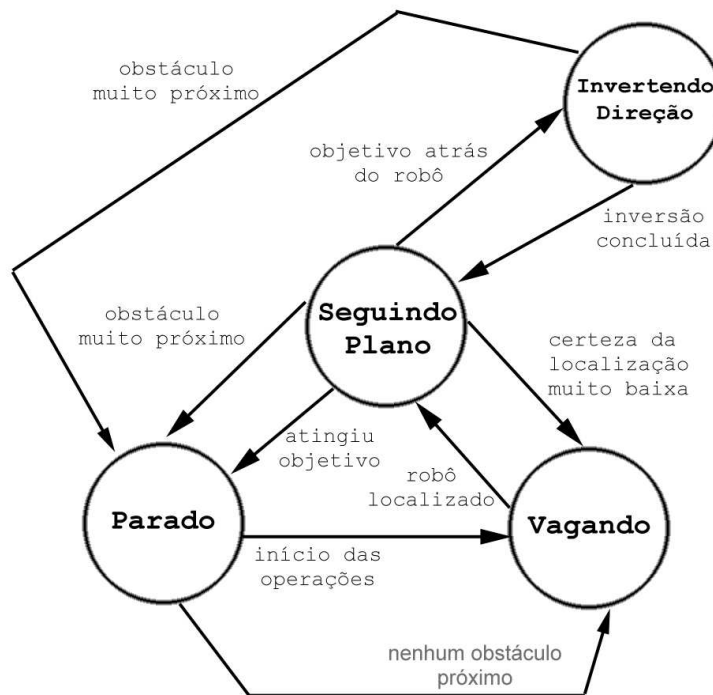 obstáculo
muito próximo
Invertendo
Direção
objetivo atrás
do robô
inversão
concluída
obstáculo
muito próximo
Seguindo
Plano
certeza da
localização
muito baixa
atingiu
objetivo
robô
localizado
Parado
Vagando
início das
operações
nenhum obstáculo
próximo